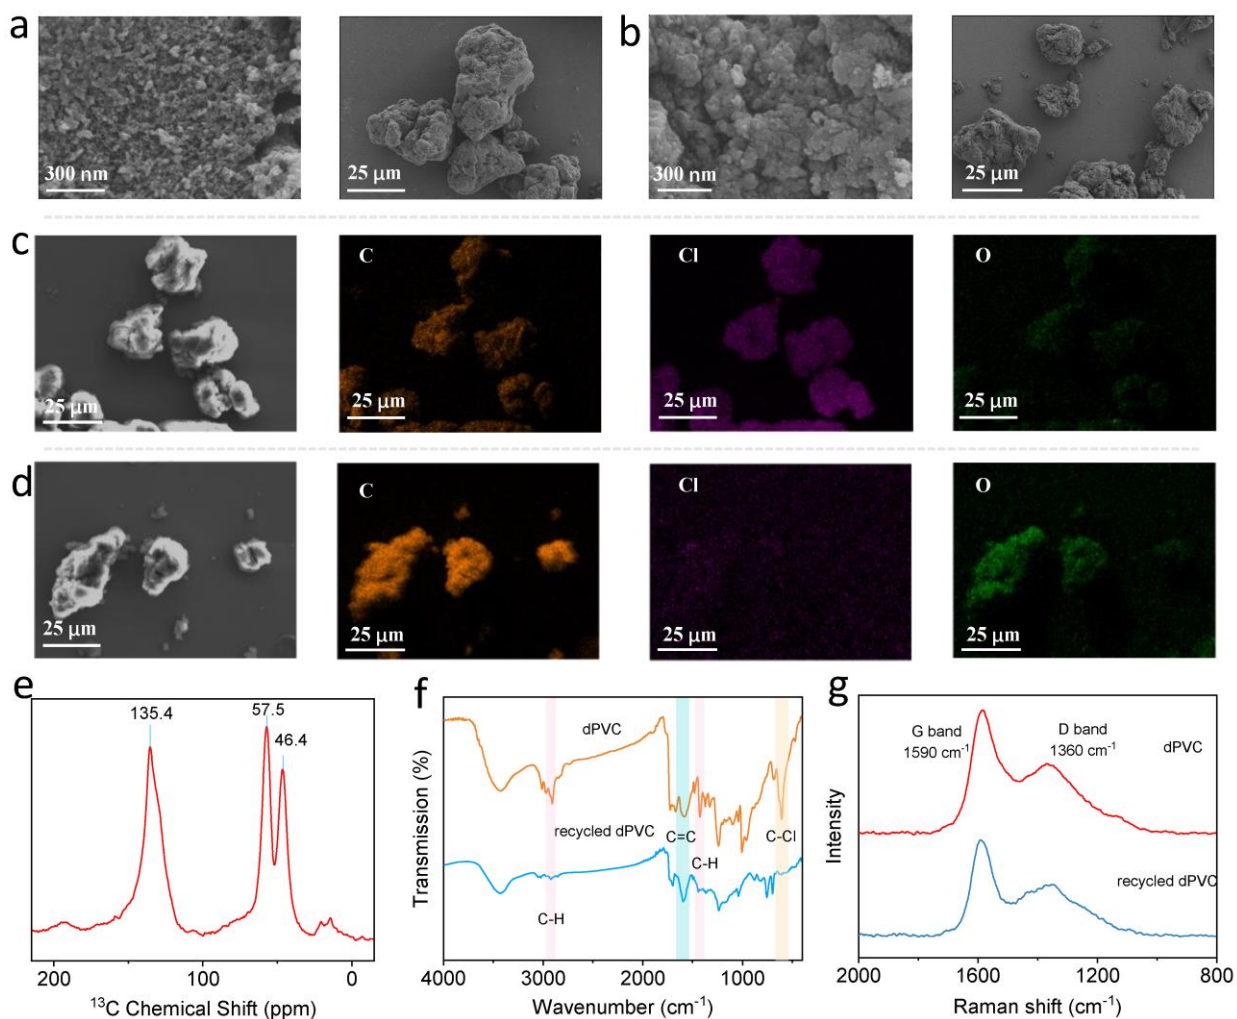 a
b
300 nm
25 μm
300 nm
25 μm
c
C
Cl
O
25 μm
25 μm
25 μm
25 μm
d
C
Cl
O
25 μm
25 μm
25 μm
25 μm
e
135.4
57.5
46.4
200
100
0
¹³C Chemical Shift (ppm)
f
dPVC
recycled dPVC
C=C
C-Cl
C-H
C-H
Transmission (%)
4000
3000
2000
1000
Wavenumber (cm⁻¹)
g
G band
1590 cm⁻¹
D band
1360 cm⁻¹
dPVC
recycled dPVC
Intensity
2000
1600
1200
800
Raman shift (cm⁻¹)